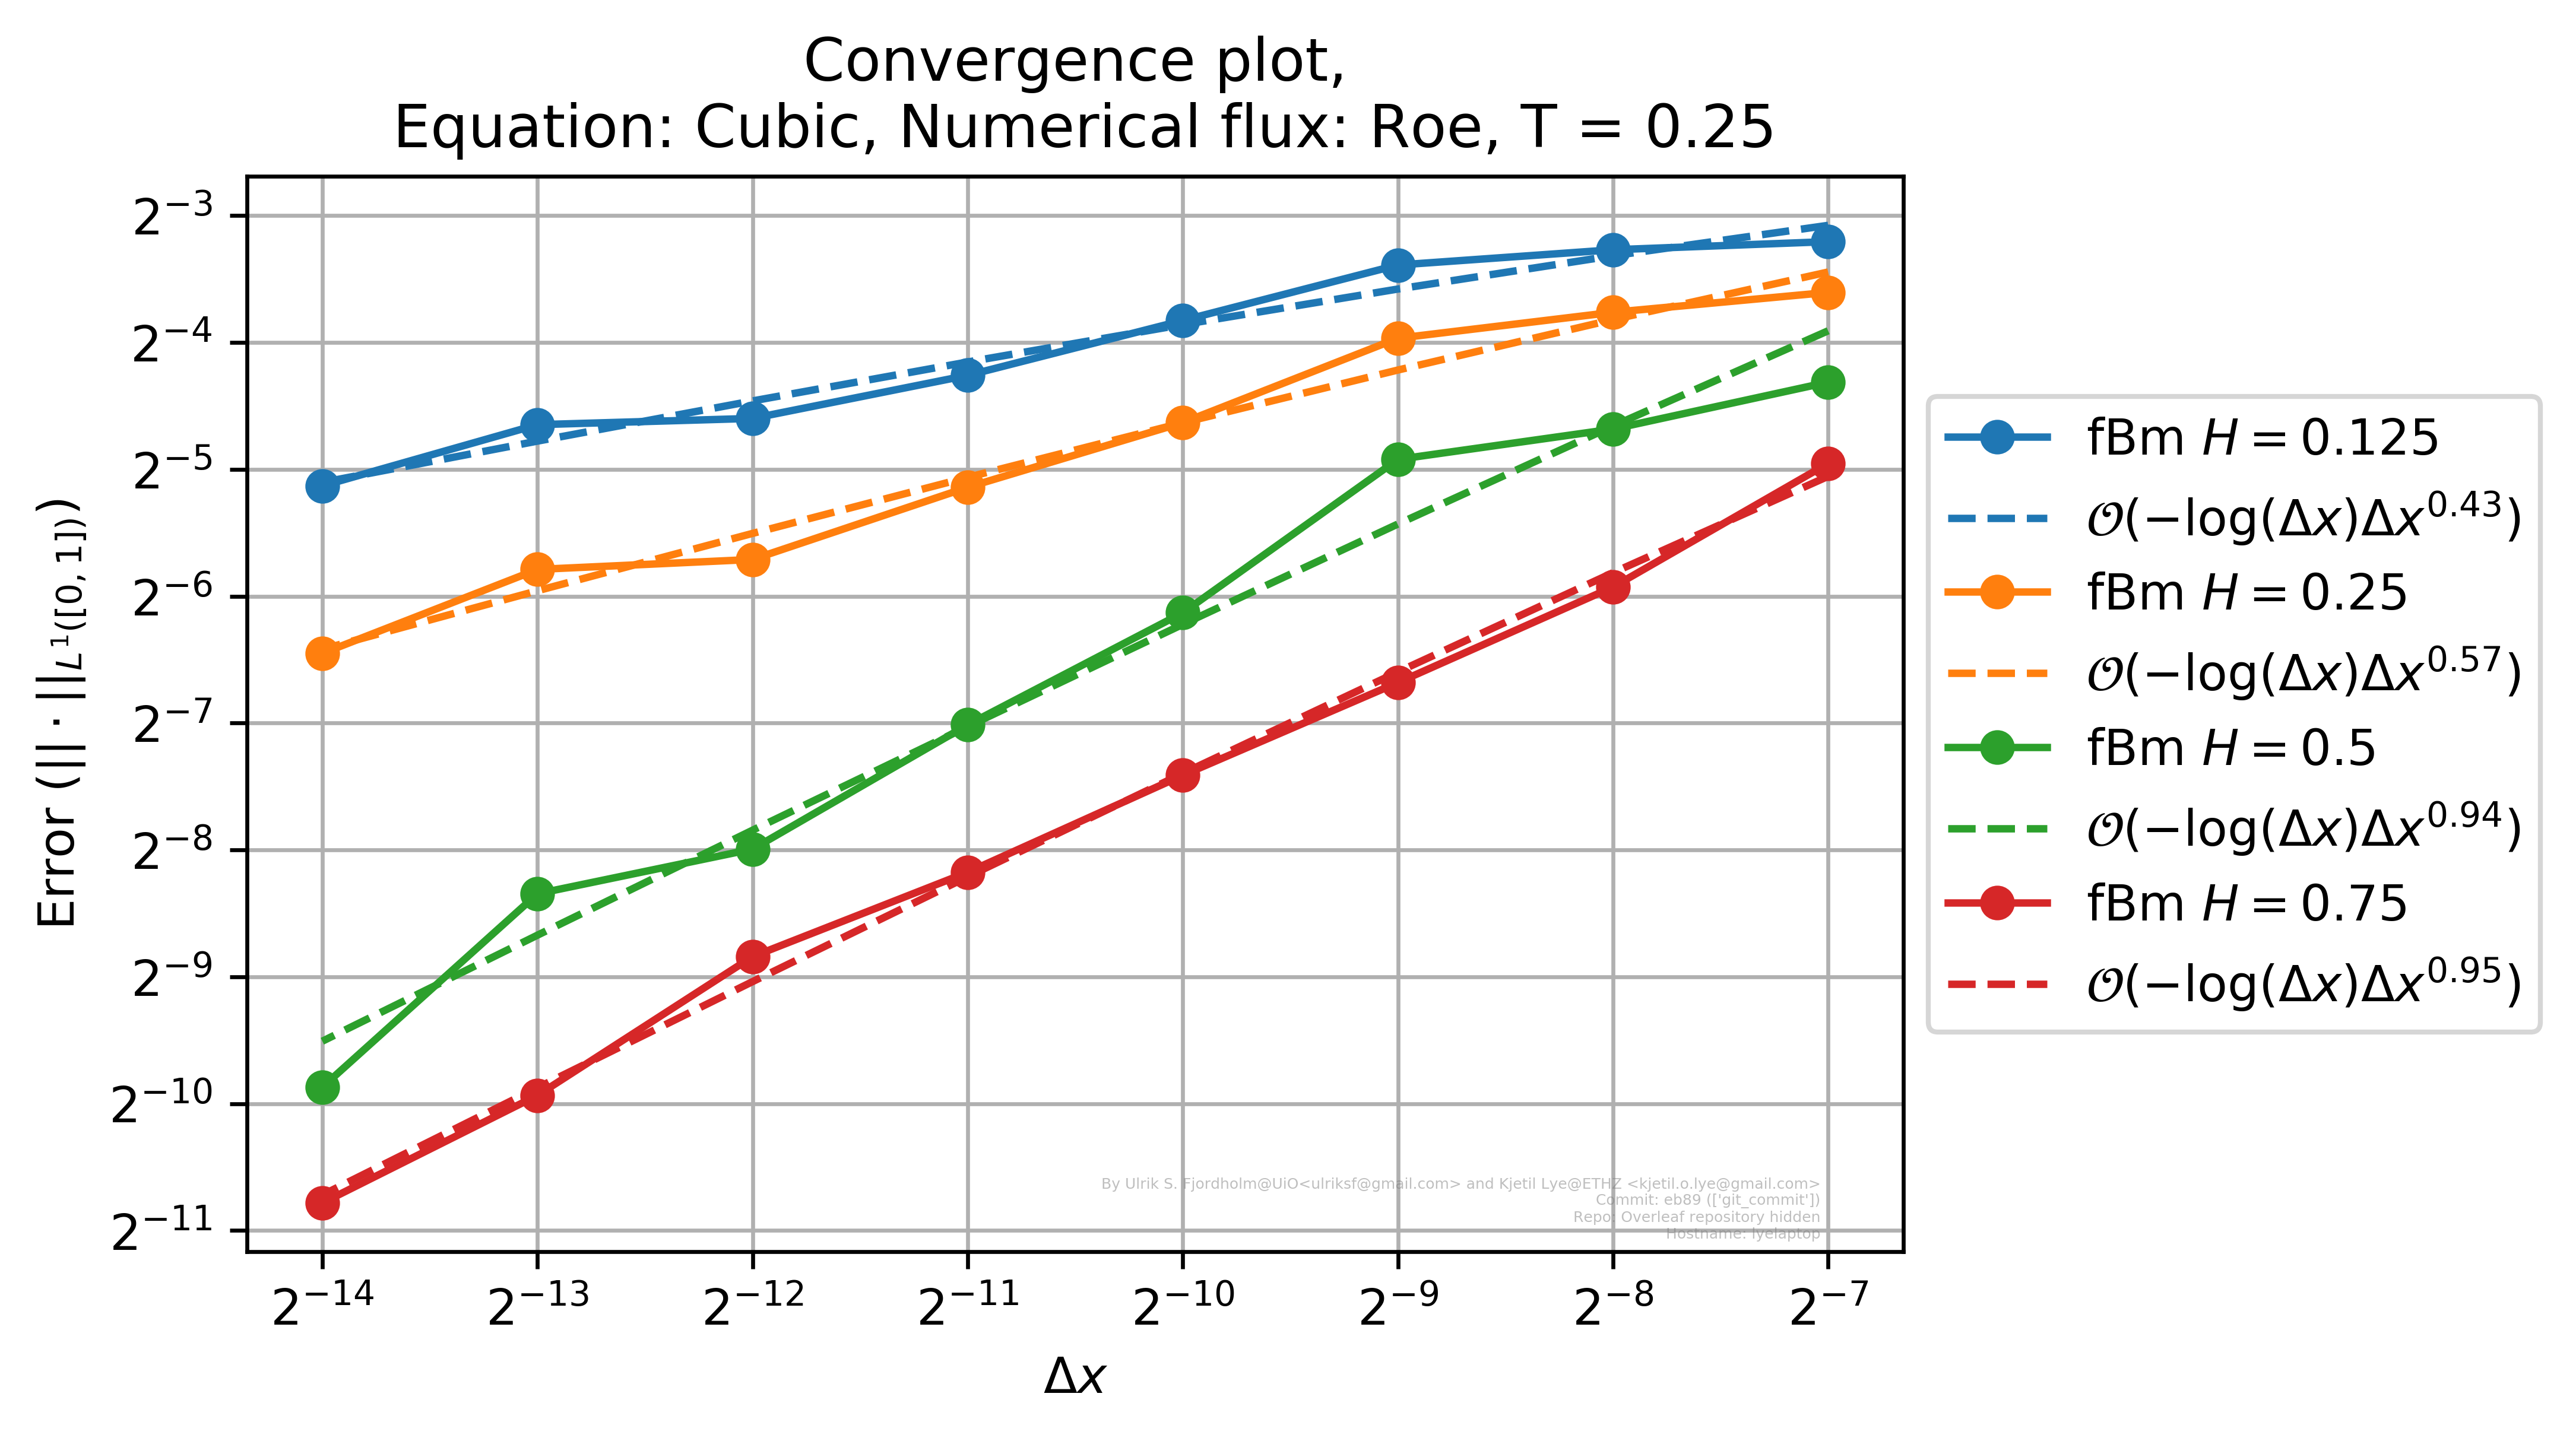 Convergence plot,
Equation: Cubic, Numerical flux: Roe, T = 0.25
Error (|| · ||_{L^1([0, 1])})
2^{−3}
2^{−4}
2^{−5}
2^{−6}
2^{−7}
2^{−8}
2^{−9}
2^{−10}
2^{−11}
2^{−14} 2^{−13} 2^{−12} 2^{−11} 2^{−10} 2^{−9} 2^{−8} 2^{−7}
Δx
fBm H = 0.125
𝒪(−log(Δx)Δx^{0.43})
fBm H = 0.25
𝒪(−log(Δx)Δx^{0.57})
fBm H = 0.5
𝒪(−log(Δx)Δx^{0.94})
fBm H = 0.75
𝒪(−log(Δx)Δx^{0.95})
By Ulrik S. Fjordholm@UiO<ulriksf@gmail.com> and Kjetil Lye@ETHZ <kjetil.o.lye@gmail.com>
Commit: eb89 (['git_commit'])
Repo: Overleaf repository hidden
Hostname: lyelaptop